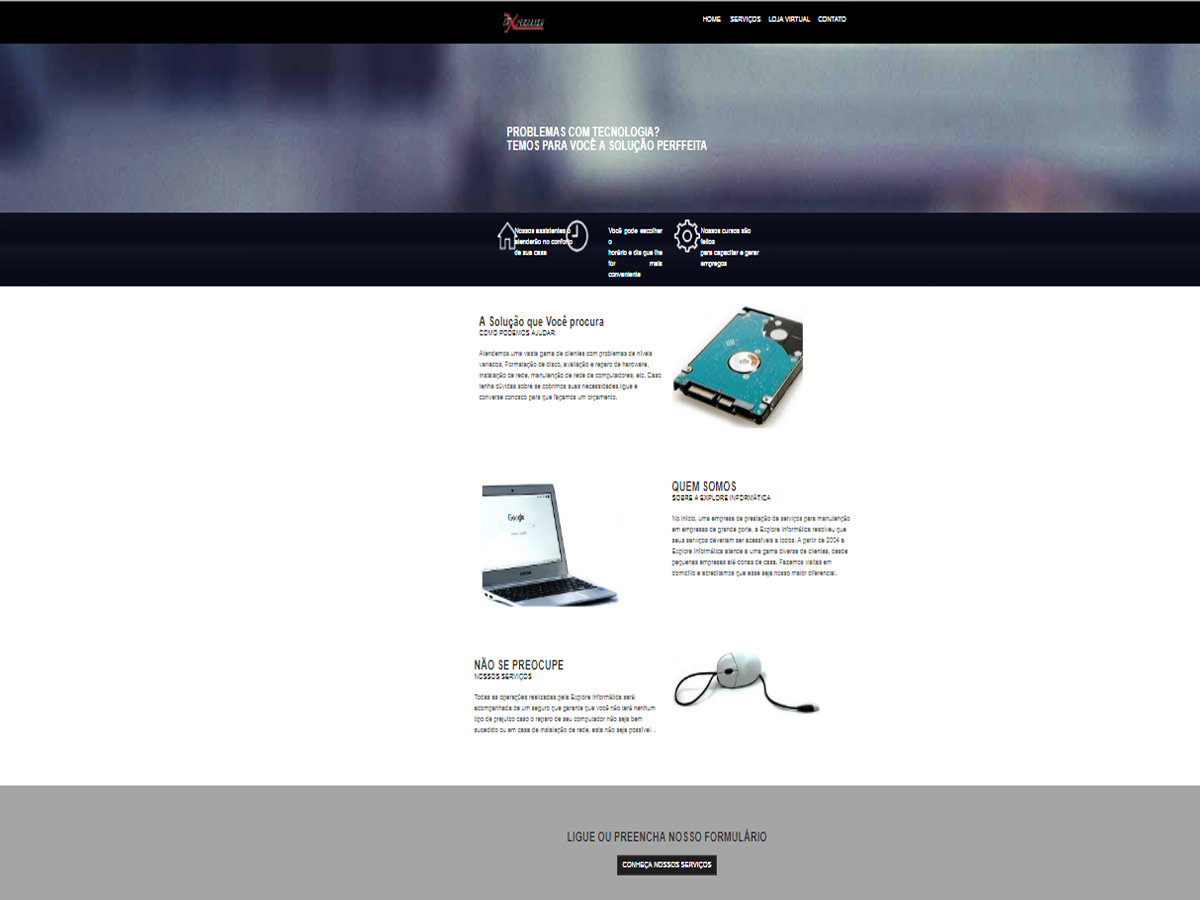 HOME SERVIÇOS LOJA VIRTUAL CONTATO
PROBLEMAS COM TECNOLOGIA?
TEMOS PARA VOCÊ A SOLUÇÃO PERFFEITA
Nossos assistentes o
atenderão no conforto
de sua casa
Você pode escolher
o
horário e dia que lhe
for mais
conveniente
Nossos cursos são
feitos
para capacitar e gerar
empregos
A Solução que Você procura
COMO PODEMOS AJUDAR
Atendemos uma vasta gama de clientes com problemas de níveis
variados, Formatação de disco, avaliação e reparo de hardware,
instalação de rede, manutenção de rede de computadores, etc. Caso
tenha dúvidas sobre se cobrimos suas necessidades,ligue e
converse conosco para que façamos um orçamento.
Google
QUEM SOMOS
SOBRE A EXPLORE INFORMÁTICA
No início, uma empresa de prestação de serviços para manutenção
em empresas de grande porte, a Explore Informática resolveu que
seus serviços deveriam ser acessíveis a todos. A partir de 2004 a
Explore Informática atende a uma gama diversa de clientes, desde
pequenas empresas até donas de casa. Fazemos visitas em
domicílio e acreditamos que esse seja nosso maior diferencial.
NÃO SE PREOCUPE
NOSSOS SERVIÇOS
Todas as operações realizadas pela Explore Informática será
acompanhada de um seguro que garante que você não terá nenhum
tipo de prejuízo caso o reparo de seu computador não seja bem
sucedido ou em caso de instalação de rede, esta não seja possível...
LIGUE OU PREENCHA NOSSO FORMULÁRIO
CONHEÇA NOSSOS SERVIÇOS